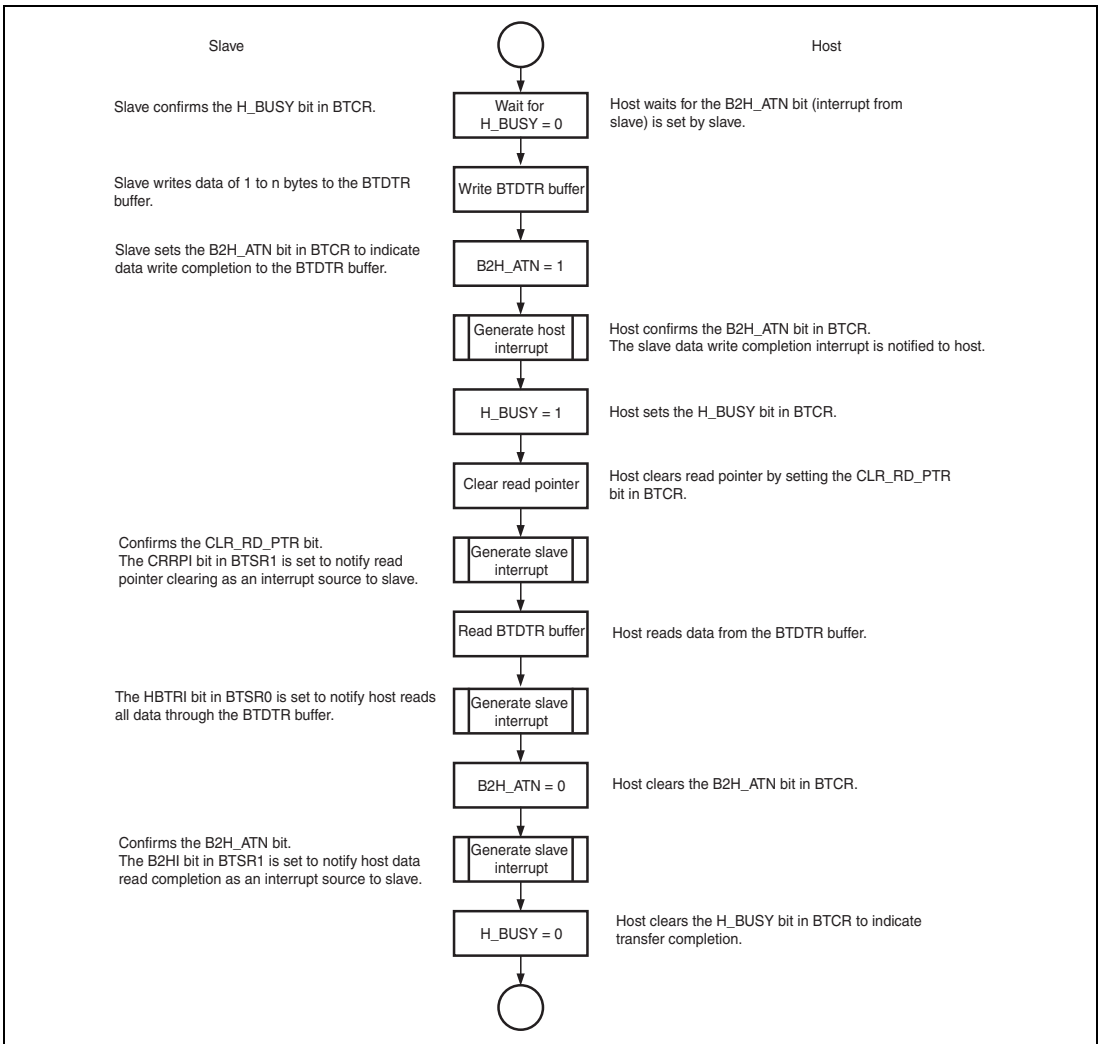 Slave
Host
Slave confirms the H_BUSY bit in BTCR.
Wait for
H_BUSY = 0
Host waits for the B2H_ATN bit (interrupt from
slave) is set by slave.
Slave writes data of 1 to n bytes to the BTDTR
buffer.
Write BTDTR buffer
Slave sets the B2H_ATN bit in BTCR to indicate
data write completion to the BTDTR buffer.
B2H_ATN = 1
Generate host
interrupt
Host confirms the B2H_ATN bit in BTCR.
The slave data write completion interrupt is notified to host.
H_BUSY = 1
Host sets the H_BUSY bit in BTCR.
Clear read pointer
Host clears read pointer by setting the CLR_RD_PTR
bit in BTCR.
Confirms the CLR_RD_PTR bit.
The CRRPI bit in BTSR1 is set to notify read
pointer clearing as an interrupt source to slave.
Generate slave
interrupt
Read BTDTR buffer
Host reads data from the BTDTR buffer.
The HBTRI bit in BTSR0 is set to notify host reads
all data through the BTDTR buffer.
Generate slave
interrupt
B2H_ATN = 0
Host clears the B2H_ATN bit in BTCR.
Confirms the B2H_ATN bit.
The B2HI bit in BTSR1 is set to notify host data
read completion as an interrupt source to slave.
Generate slave
interrupt
H_BUSY = 0
Host clears the H_BUSY bit in BTCR to indicate
transfer completion.